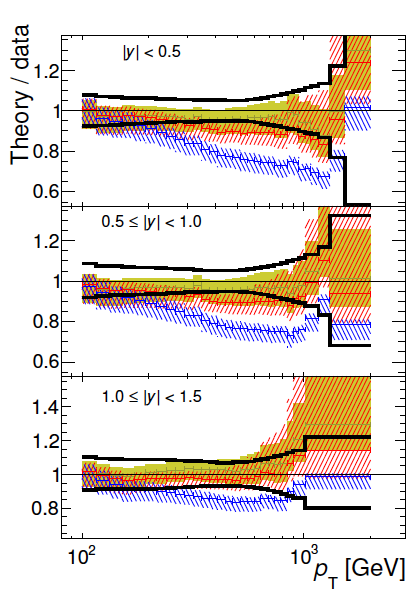 Theory / data
|y| < 0.5
1.2
1
0.8
0.6
0.5 ≤ |y| < 1.0
1.2
1
0.8
0.6
1.0 ≤ |y| < 1.5
1.4
1.2
1
0.8
10² 10³
p_T [GeV]